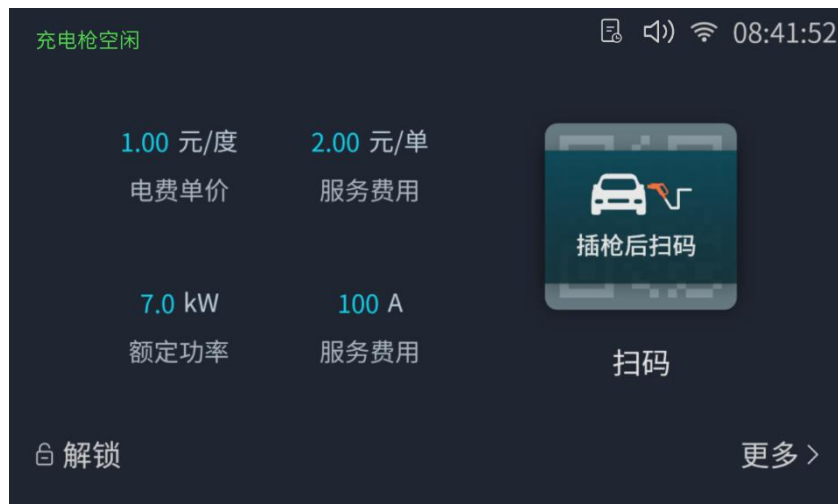 充电枪空闲
08:41:52
1.00 元/度
2.00 元/单
电费单价
服务费用
插枪后扫码
7.0 kW
100 A
额定功率
服务费用
扫码
解锁
更多